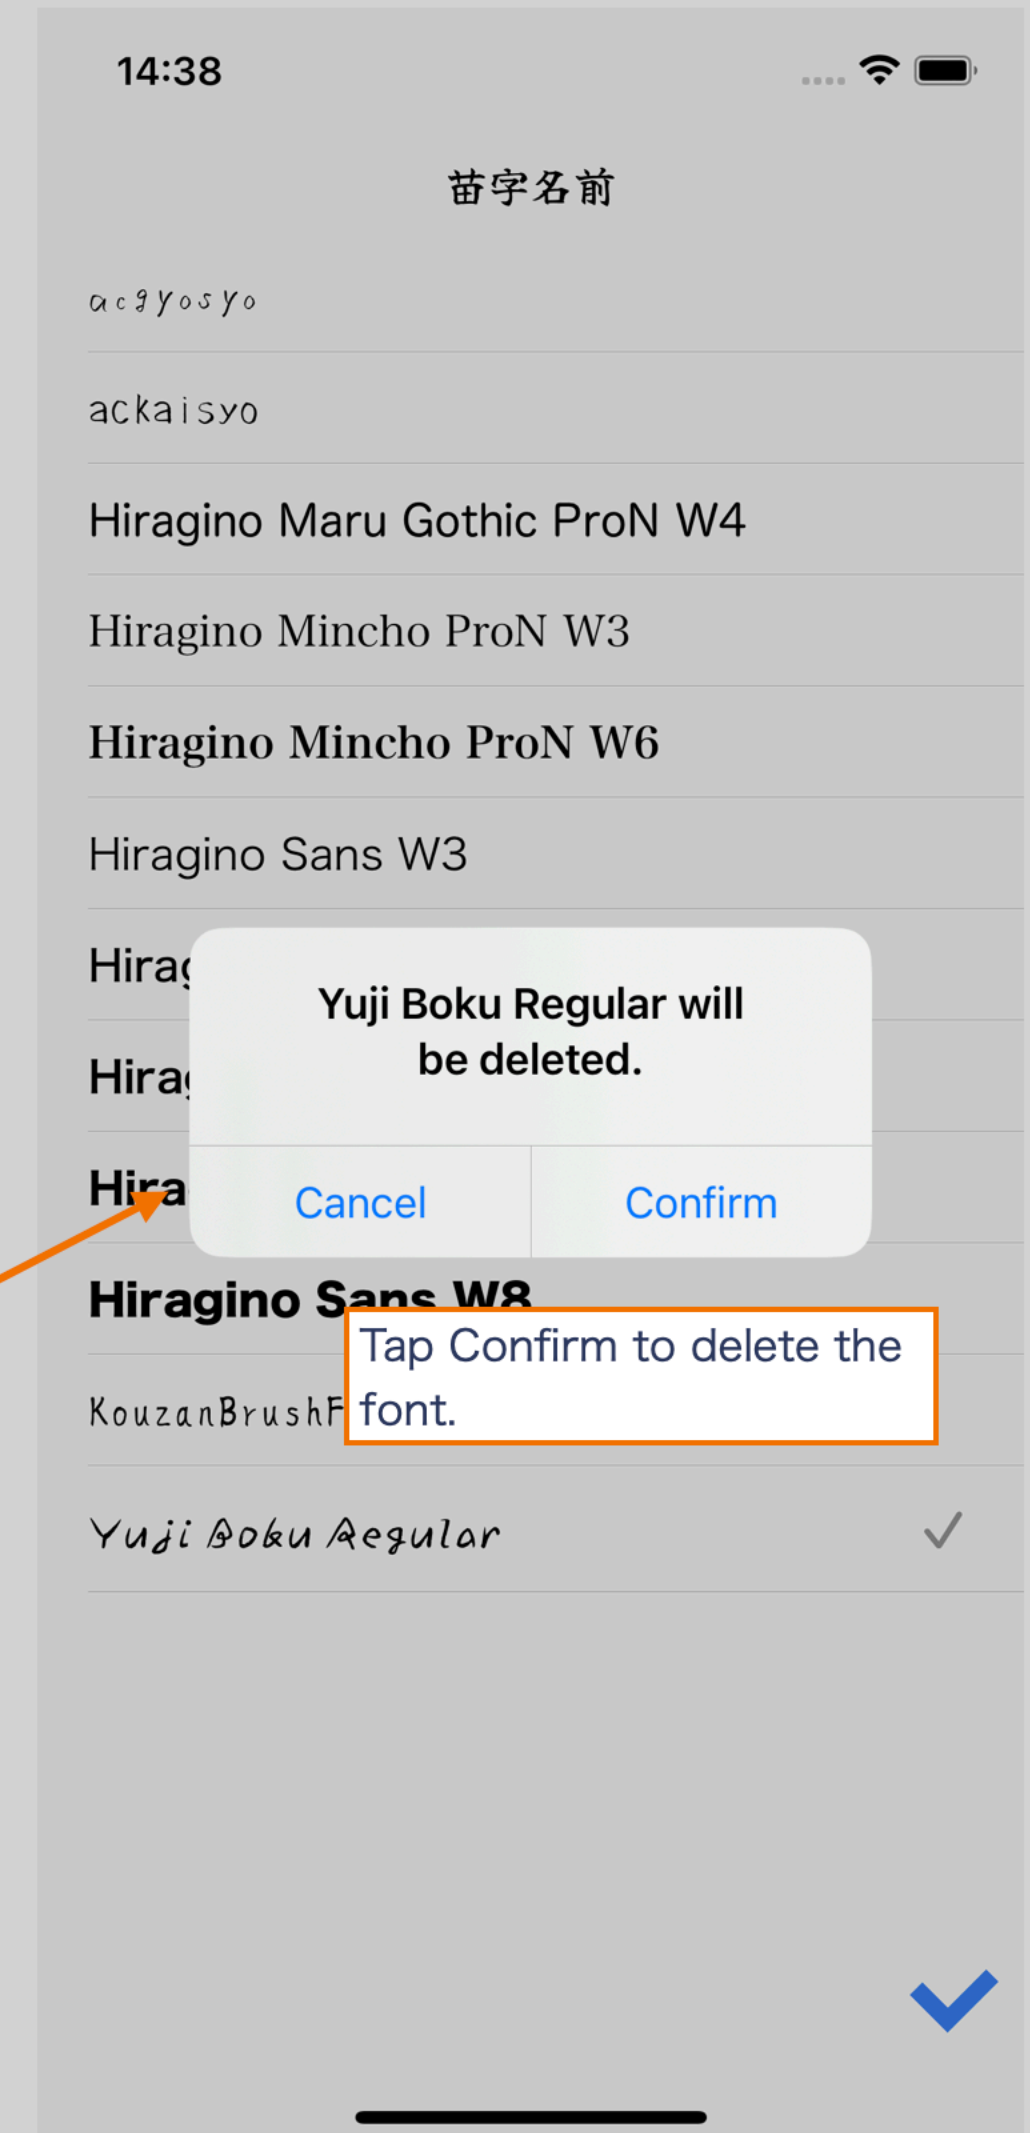 14:38
苗字名前
acgyosyo
ackaisyo
Hiragino Maru Gothic ProN W4
Hiragino Mincho ProN W3
Hiragino Mincho ProN W6
Hiragino Sans W3
Yuji Boku Regular will
be deleted.
Cancel
Confirm
Hiragino Sans W8
Tap Confirm to delete the
font.
KouzanBrushF
Yuji Boku Regular